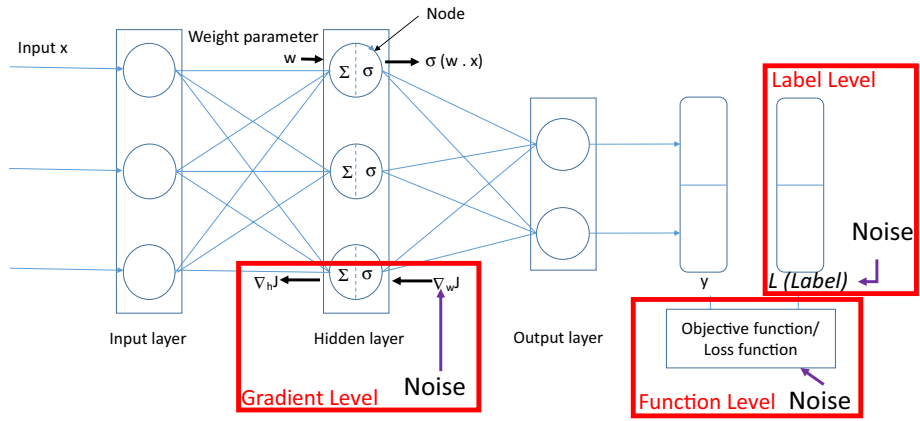 Node
Input x
Weight parameter
w
σ (w . x)
Label Level
Σ σ
Σ σ
Noise
Σ σ
∇hJ
∇wJ
y
L (Label)
Input layer
Hidden layer
Output layer
Objective function/
Loss function
Noise
Gradient Level
Function Level
Noise